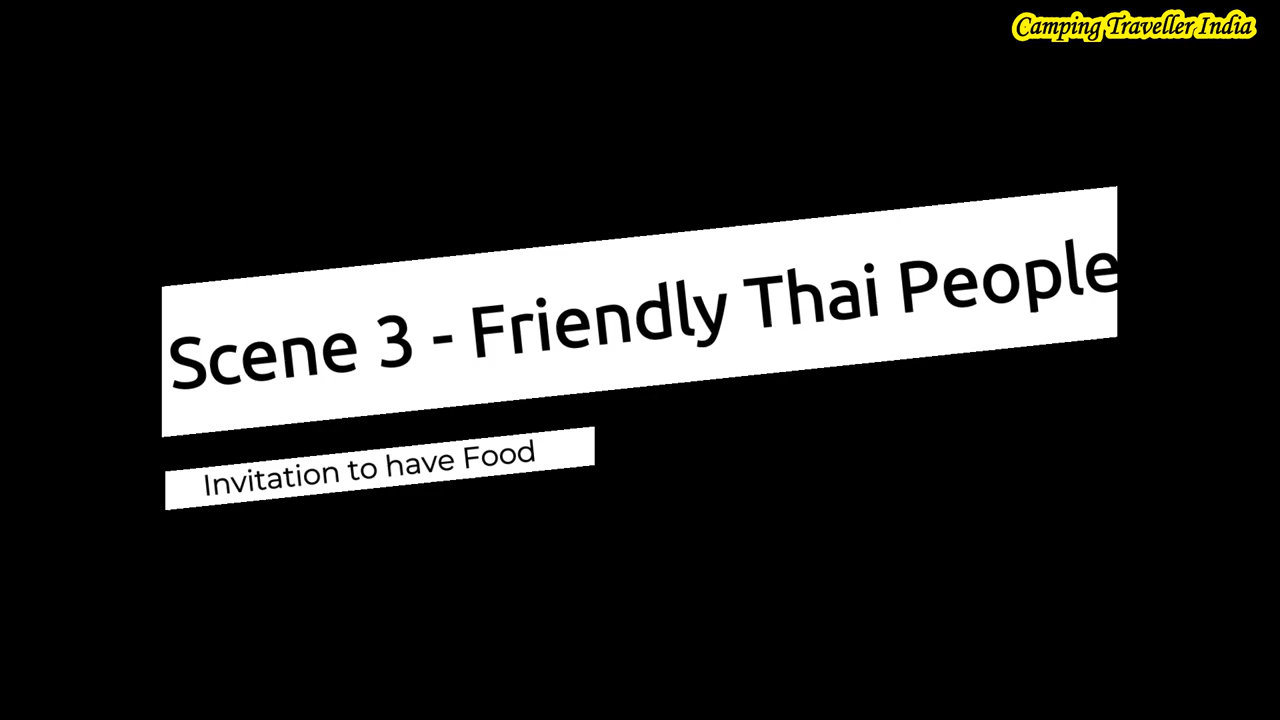 Camping Traveller India
Scene 3 - Friendly Thai People
Invitation to have Food